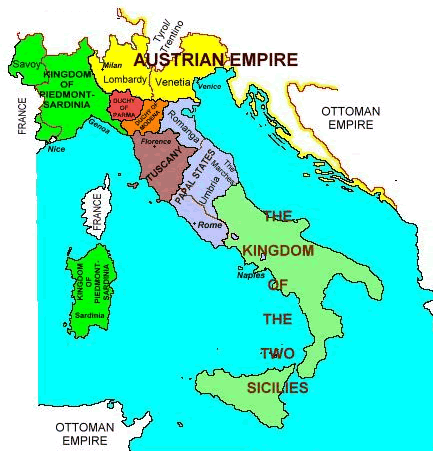 Tyrol/
Trentino
AUSTRIAN EMPIRE
Savoy
Milan
KINGDOM
OF
PIEDMONT-
SARDINIA
Lombardy
Venetia
Venice
DUCHY
OF
PARMA
DUCHY OF
MODENA
OTTOMAN
EMPIRE
FRANCE
Genoa
Nice
Romanga
Florence
TUSCANY
PAPAL STATES
The
Marches
Umbria
Rome
FRANCE
THE
KINGDOM
OF
THE
TWO
SICILIES
Naples
KINGDOM
OF
PIEDMONT-
SARDINIA
Sardinia
OTTOMAN
EMPIRE